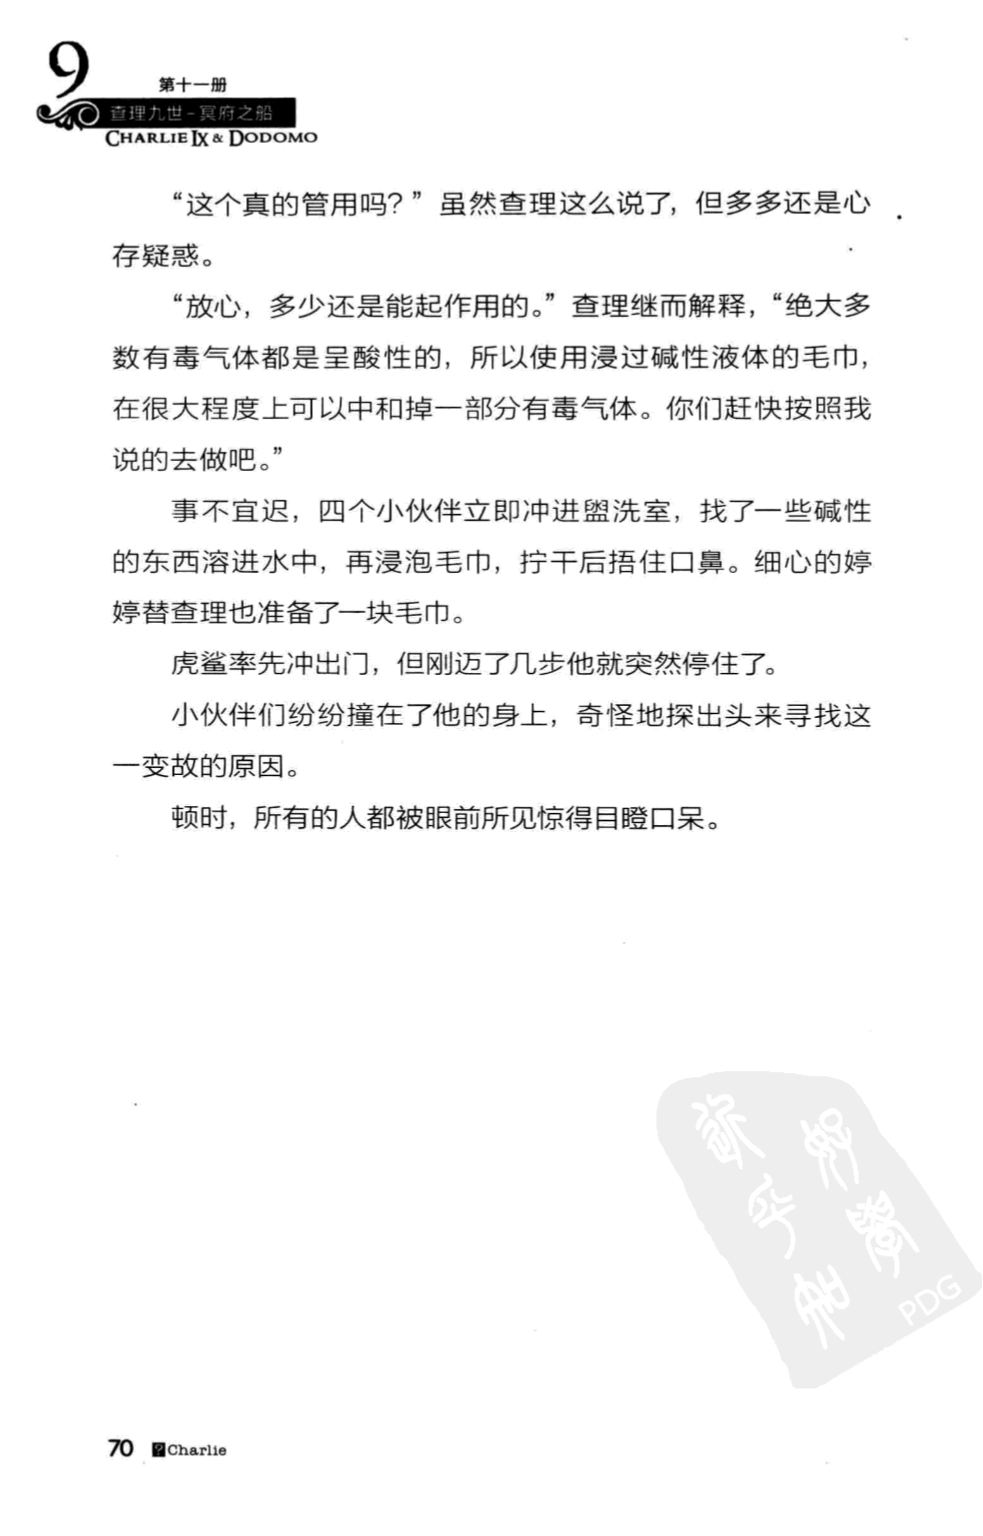 9
第十一册
查理九世-冥府之船
CHARLIE IX & DODOMO
“这个真的管用吗？”虽然查理这么说了，但多多还是心
存疑惑。
“放心，多少还是能起作用的。”查理继而解释，“绝大多
数有毒气体都是呈酸性的，所以使用浸过碱性液体的毛巾，
在很大程度上可以中和掉一部分有毒气体。你们赶快按照我
说的去做吧。”
事不宜迟，四个小伙伴立即冲进盥洗室，找了一些碱性
的东西溶进水中，再浸泡毛巾，拧干后捂住口鼻。细心的婷
婷替查理也准备了一块毛巾。
虎鲨率先冲出门，但刚迈了几步他就突然停住了。
小伙伴们纷纷撞在了他的身上，奇怪地探出头来寻找这
一变故的原因。
顿时，所有的人都被眼前所见惊得目瞪口呆。
好学
近乎知
PDG
70 ?Charlie